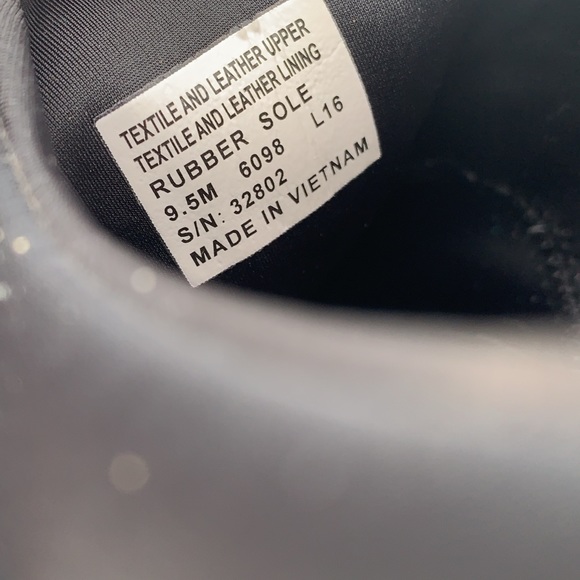 TEXTILE AND LEATHER UPPER
TEXTILE AND LEATHER LINING
RUBBER SOLE
9.5M 6098 L16
S/N: 32802
MADE IN VIETNAM